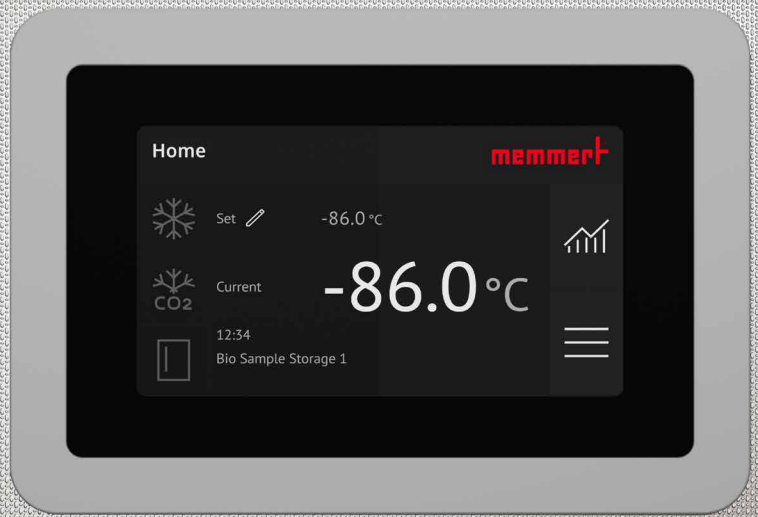 Home
memmert
Set
-86.0 °C
CO2
Current
-86.0 °C
12:34
Bio Sample Storage 1